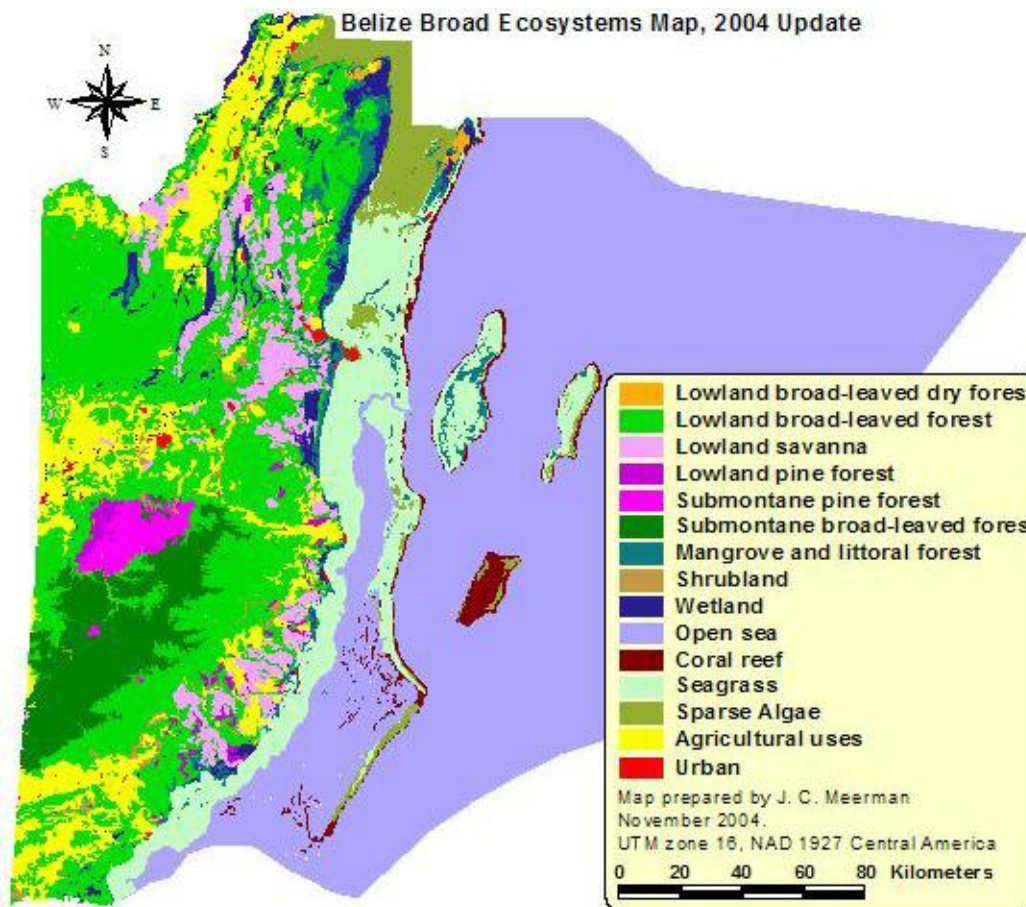 Belize Broad Ecosystems Map, 2004 Update
N
W E
S
Lowland broad-leaved dry fores
Lowland broad-leaved forest
Lowland savanna
Lowland pine forest
Submontane pine forest
Submontane broad-leaved fores
Mangrove and littoral forest
Shrubland
Wetland
Open sea
Coral reef
Seagrass
Sparse Algae
Agricultural uses
Urban
Map prepared by J. C. Meerman
November 2004.
UTM zone 16, NAD 1927 Central America
0 20 40 60 80 Kilometers